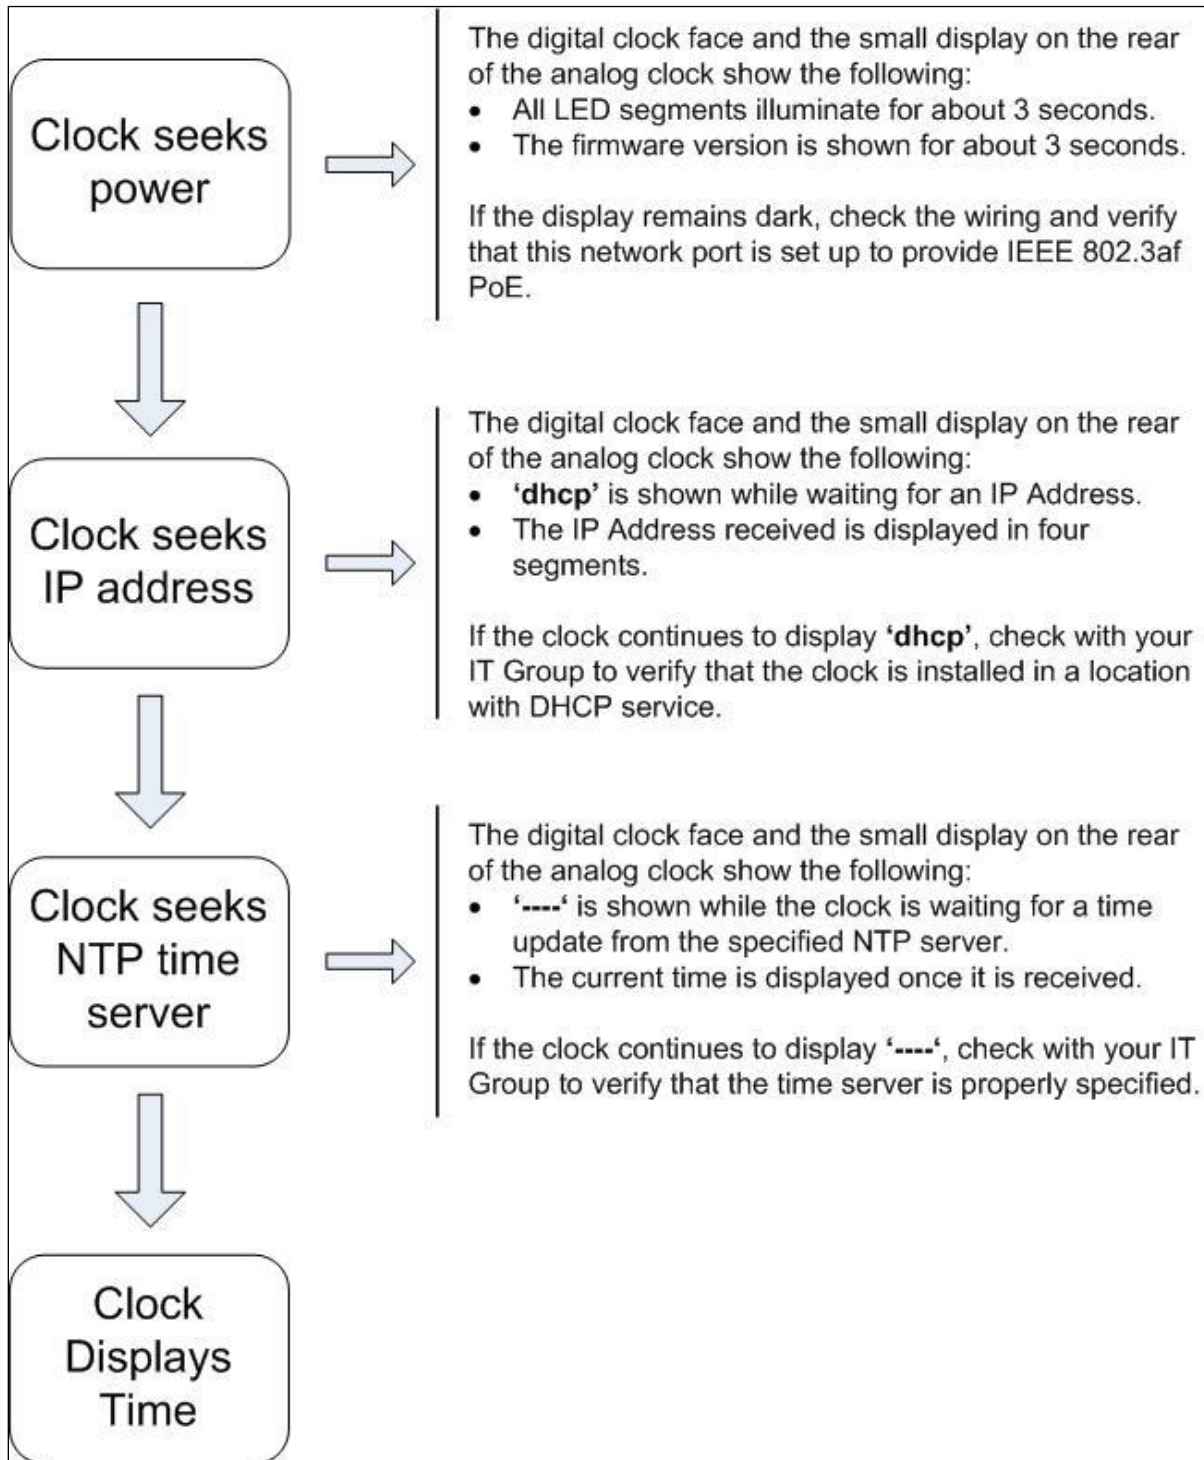 Clock seeks
power
The digital clock face and the small display on the rear
of the analog clock show the following:
• All LED segments illuminate for about 3 seconds.
• The firmware version is shown for about 3 seconds.
If the display remains dark, check the wiring and verify
that this network port is set up to provide IEEE 802.3af
PoE.
Clock seeks
IP address
The digital clock face and the small display on the rear
of the analog clock show the following:
• ‘dhcp’ is shown while waiting for an IP Address.
• The IP Address received is displayed in four
segments.
If the clock continues to display ‘dhcp’, check with your
IT Group to verify that the clock is installed in a location
with DHCP service.
Clock seeks
NTP time
server
The digital clock face and the small display on the rear
of the analog clock show the following:
• ‘----‘ is shown while the clock is waiting for a time
update from the specified NTP server.
• The current time is displayed once it is received.
If the clock continues to display ‘----‘, check with your IT
Group to verify that the time server is properly specified.
Clock
Displays
Time